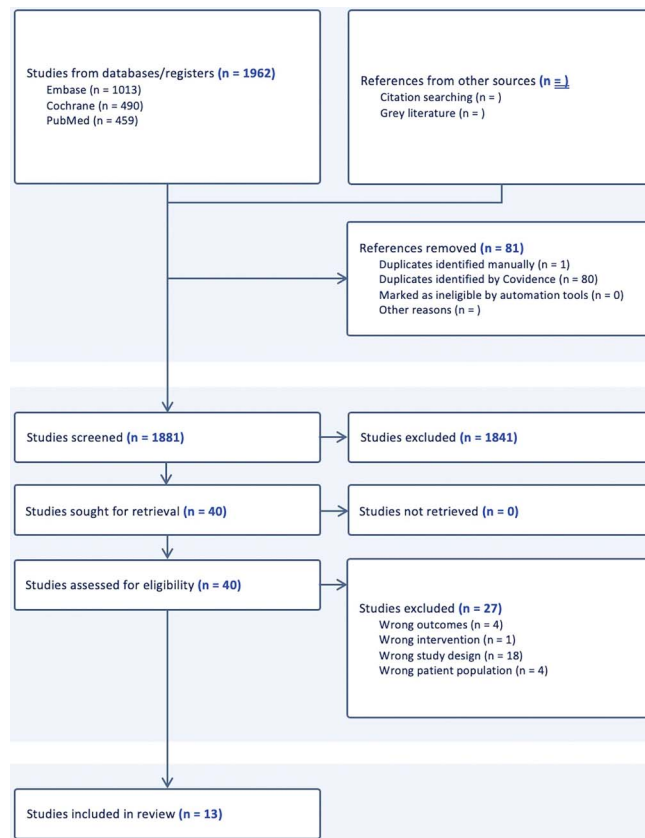 Studies from databases/registers (n = 1962)
Embase (n = 1013)
Cochrane (n = 490)
PubMed (n = 459)
References from other sources (n = )
Citation searching (n = )
Grey literature (n = )
References removed (n = 81)
Duplicates identified manually (n = 1)
Duplicates identified by Covidence (n = 80)
Marked as ineligible by automation tools (n = 0)
Other reasons (n = )
Studies screened (n = 1881)
Studies excluded (n = 1841)
Studies sought for retrieval (n = 40)
Studies not retrieved (n = 0)
Studies assessed for eligibility (n = 40)
Studies excluded (n = 27)
Wrong outcomes (n = 4)
Wrong intervention (n = 1)
Wrong study design (n = 18)
Wrong patient population (n = 4)
Studies included in review (n = 13)